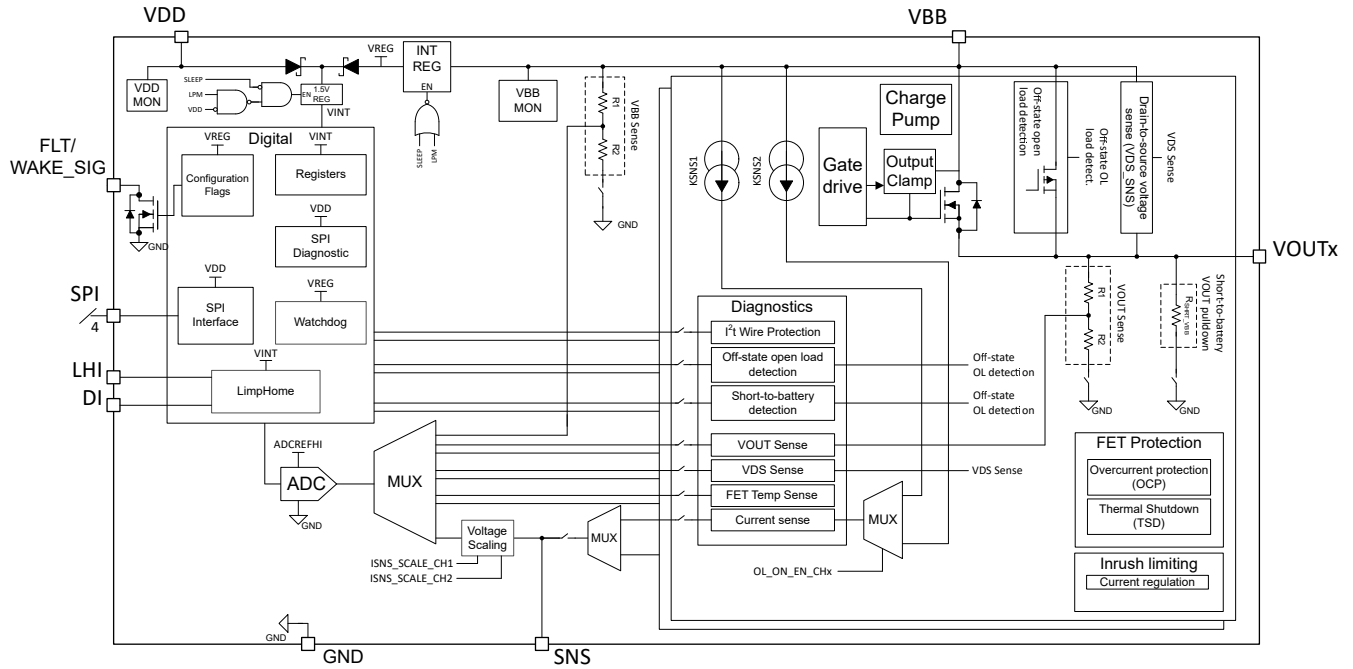 VDD
VBB
VDD
MON
SLEEP
LPM
VDD
EN
1.5V
REG
VINT
VREG
INT
REG
EN
SLEEP
LPM
VBB
MON
R1
R2
VBB Sense
GND
KSNS1
KSNS2
Charge
Pump
Gate
drive
Output
Clamp
Off-state open
load detection
Off-state OL
load detect.
Drain-to-source voltage
sense (VDS_SNS)
VDS Sense
FLT/
WAKE_SIG
GND
Digital
VREG
Configuration
Flags
VINT
Registers
VDD
SPI
Diagnostic
VDD
SPI
Interface
VREG
Watchdog
VINT
LimpHome
SPI
4
LHI
DI
VOUTx
R1
R2
VOUT Sense
GND
RSHRT_VBB
Short-to-battery
VOUT pulldown
GND
Diagnostics
I2t Wire Protection
Off-state open load
detection
Short-to-battery
detection
VOUT Sense
VDS Sense
FET Temp Sense
Current sense
Off-state
OL detection
Off-state
OL detection
VDS Sense
MUX
OL_ON_EN_CHx
FET Protection
Overcurrent protection
(OCP)
Thermal Shutdown
(TSD)
Inrush limiting
Current regulation
ADCREFHI
ADC
GND
MUX
Voltage
Scaling
ISNS_SCALE_CH1
ISNS_SCALE_CH2
MUX
GND
GND
SNS